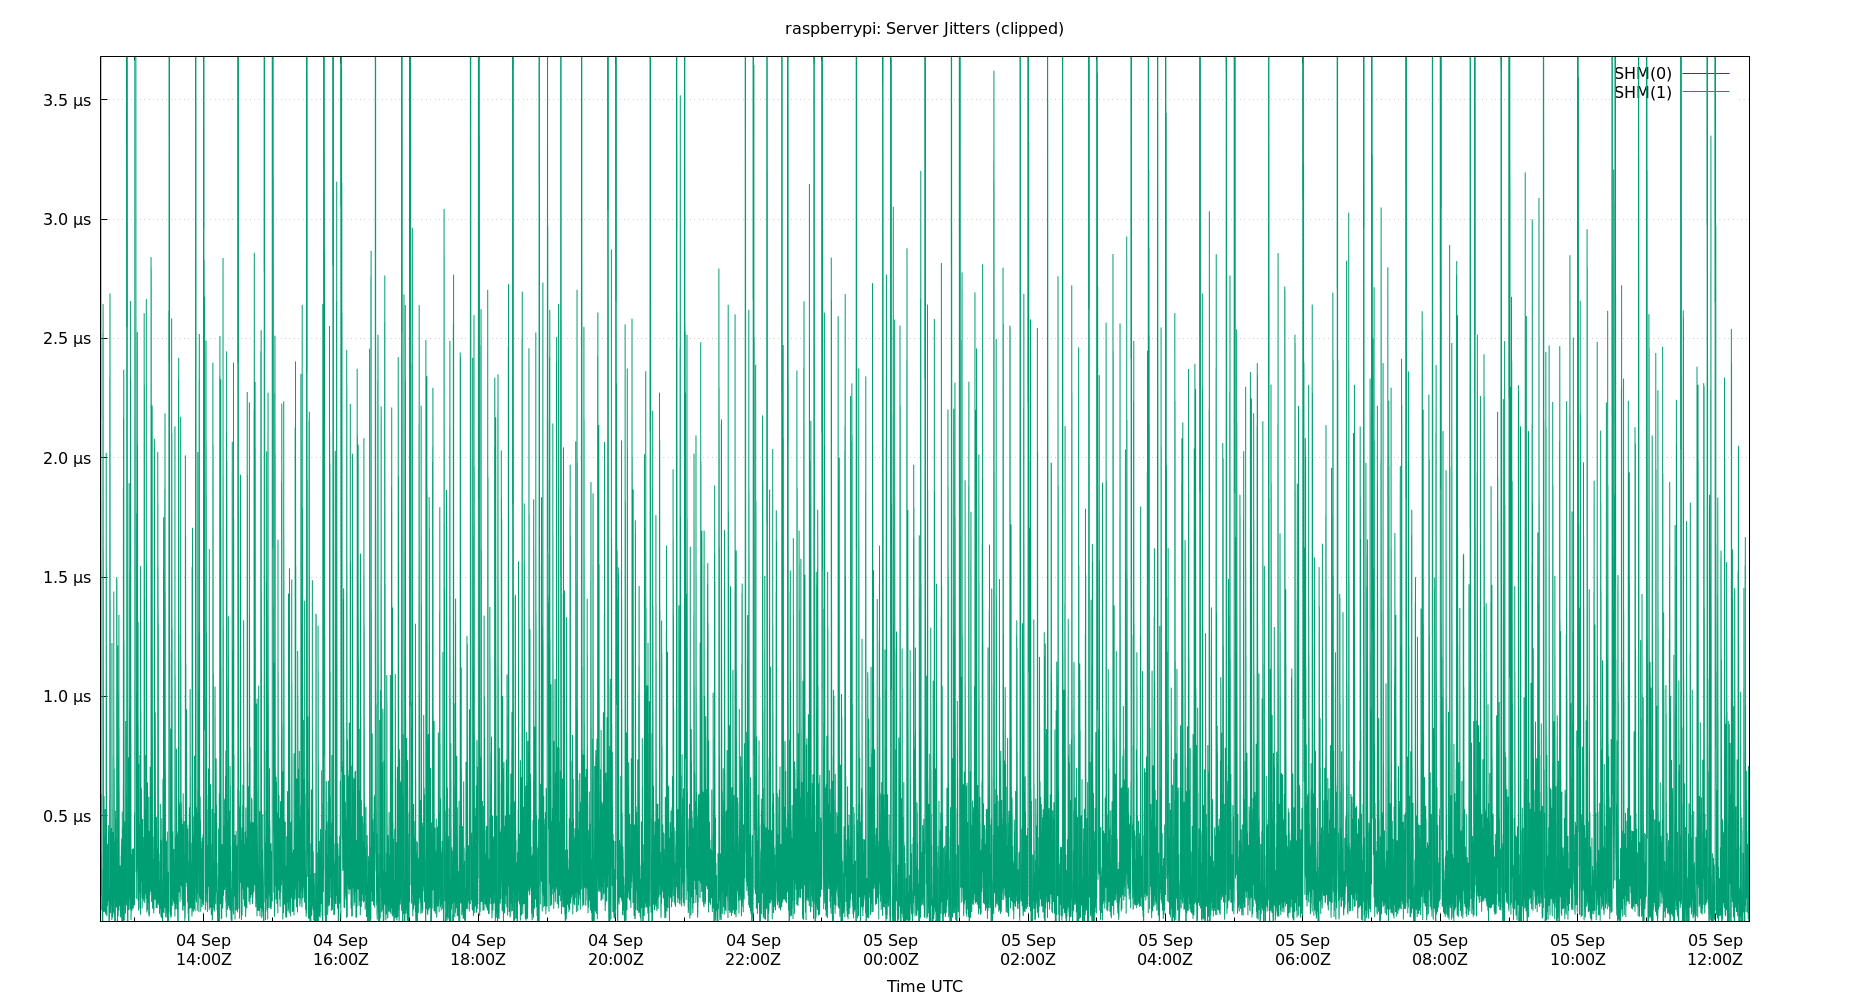 raspberrypi: Server Jitters (clipped)
SHM(0)
SHM(1)
3.5 μs
3.0 μs
2.5 μs
2.0 μs
1.5 μs
1.0 μs
0.5 μs
04 Sep 04 Sep 04 Sep 04 Sep 04 Sep 05 Sep 05 Sep 05 Sep 05 Sep 05 Sep 05 Sep 05 Sep
14:00Z 16:00Z 18:00Z 20:00Z 22:00Z 00:00Z 02:00Z 04:00Z 06:00Z 08:00Z 10:00Z 12:00Z
Time UTC